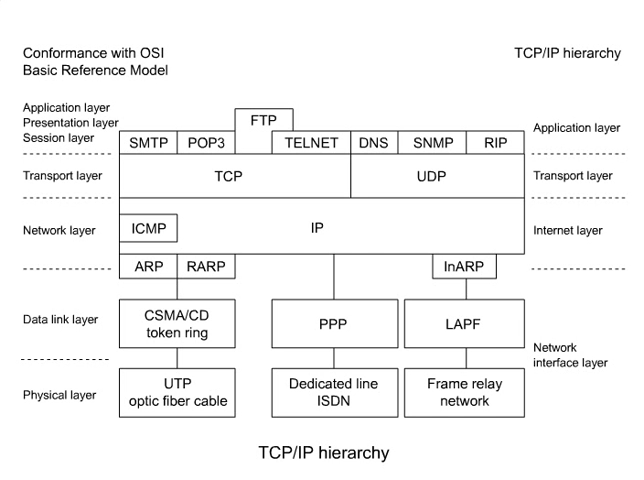 Conformance with OSI
Basic Reference Model
TCP/IP hierarchy
Application layer
Presentation layer
Session layer
FTP
SMTP
POP3
TELNET
DNS
SNMP
RIP
Application layer
Transport layer
TCP
UDP
Transport layer
Network layer
ICMP
IP
Internet layer
ARP
RARP
InARP
Data link layer
CSMA/CD
token ring
PPP
LAPF
Network
interface layer
Physical layer
UTP
optic fiber cable
Dedicated line
ISDN
Frame relay
network
TCP/IP hierarchy